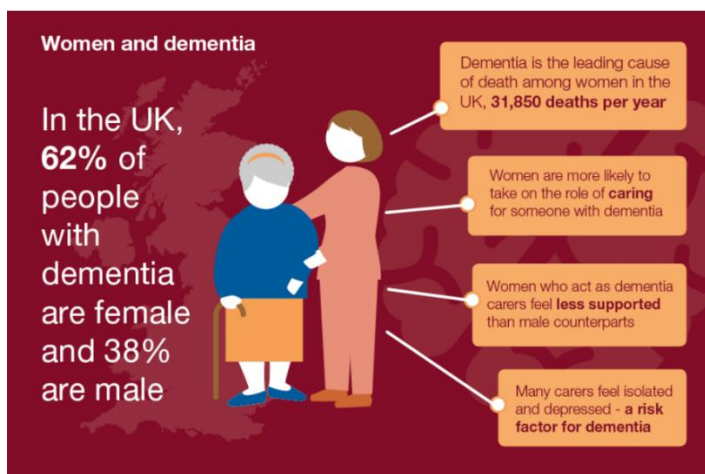 Women and dementia
In the UK,
62% of
people
with
dementia
are female
and 38%
are male
Dementia is the leading cause
of death among women in the
UK, 31,850 deaths per year
Women are more likely to
take on the role of caring
for someone with dementia
Women who act as dementia
carers feel less supported
than male counterparts
Many carers feel isolated
and depressed - a risk
factor for dementia